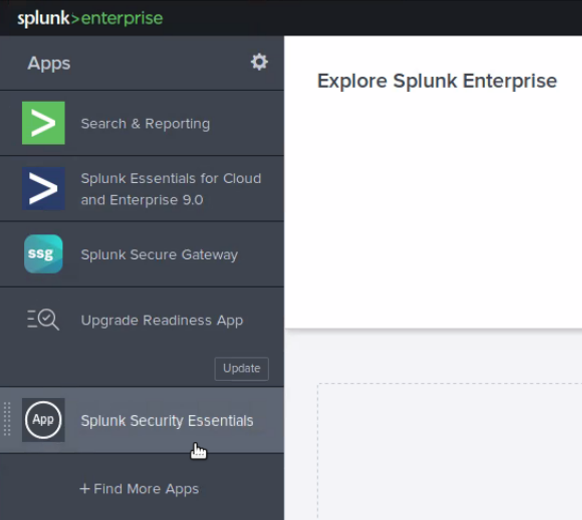 splunk>enterprise
Apps
Explore Splunk Enterprise
> Search & Reporting
> Splunk Essentials for Cloud
and Enterprise 9.0
ssg Splunk Secure Gateway
Upgrade Readiness App
Update
App Splunk Security Essentials
+ Find More Apps